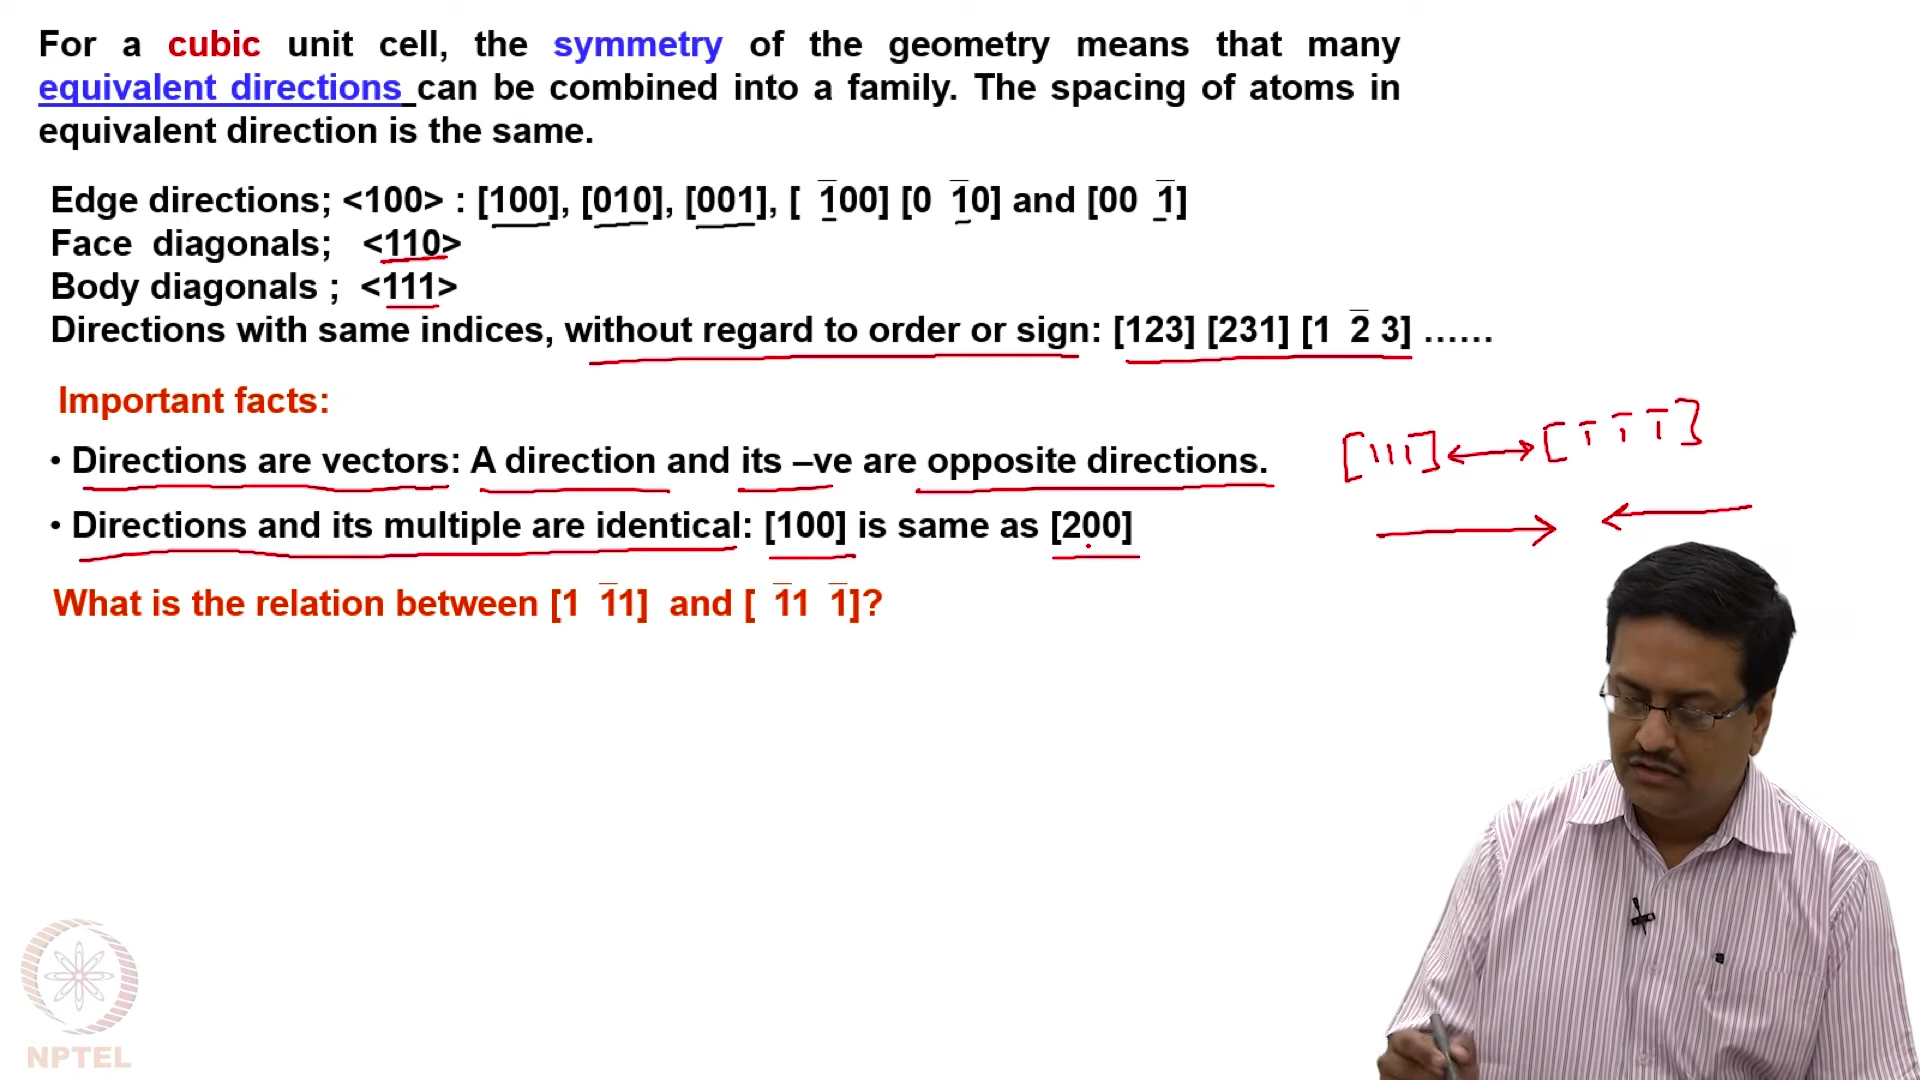 For a cubic unit cell, the symmetry of the geometry means that many
equivalent directions can be combined into a family. The spacing of atoms in
equivalent direction is the same.
Edge directions; <100> : [100], [010], [001], [ 1̅00] [0 1̅0] and [00 1̅]
Face diagonals; <110>
Body diagonals ; <111>
Directions with same indices, without regard to order or sign: [123] [231] [1 2̅ 3] ......
Important facts:
• Directions are vectors: A direction and its –ve are opposite directions.
[111] ↔ [1̅ 1̅ 1̅]
• Directions and its multiple are identical: [100] is same as [200]
What is the relation between [1 1̅1] and [ 1̅1 1̅]?
NPTEL